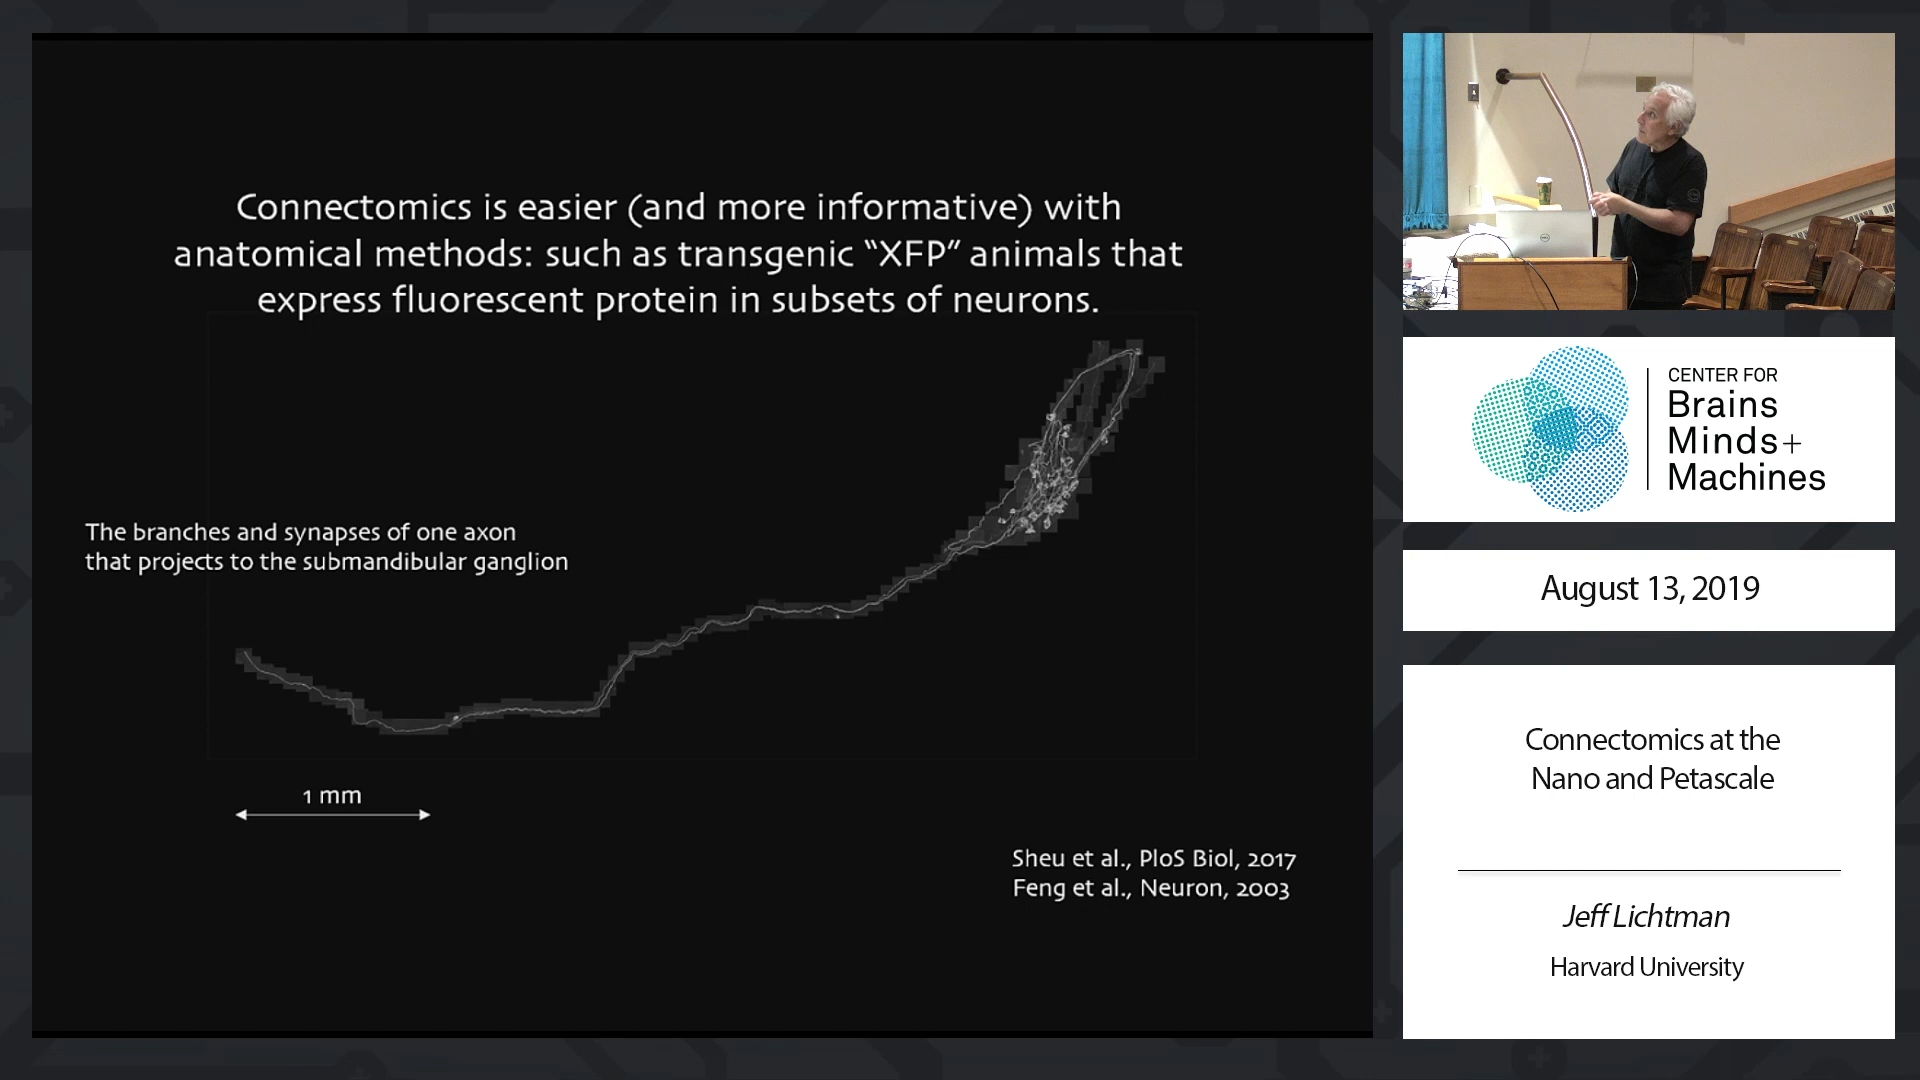 Connectomics is easier (and more informative) with
anatomical methods: such as transgenic “XFP” animals that
express fluorescent protein in subsets of neurons.
The branches and synapses of one axon
that projects to the submandibular ganglion
1 mm
Sheu et al., PloS Biol, 2017
Feng et al., Neuron, 2003
CENTER FOR
Brains
Minds+
Machines
August 13, 2019
Connectomics at the
Nano and Petascale
Jeff Lichtman
Harvard University